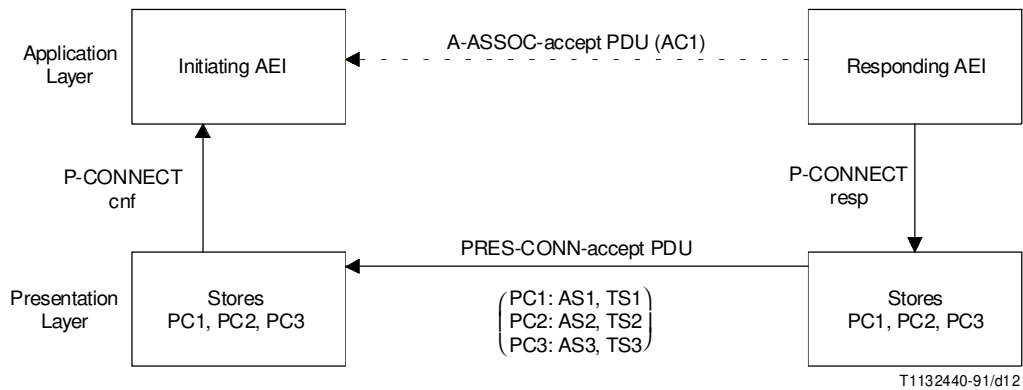 Application
Layer
Initiating AEI
A-ASSOC-accept PDU (AC1)
Responding AEI
P-CONNECT
cnf
P-CONNECT
resp
PRES-CONN-accept PDU
Presentation
Layer
Stores
PC1, PC2, PC3
PC1: AS1, TS1
PC2: AS2, TS2
PC3: AS3, TS3
Stores
PC1, PC2, PC3
T1132440-91/d12